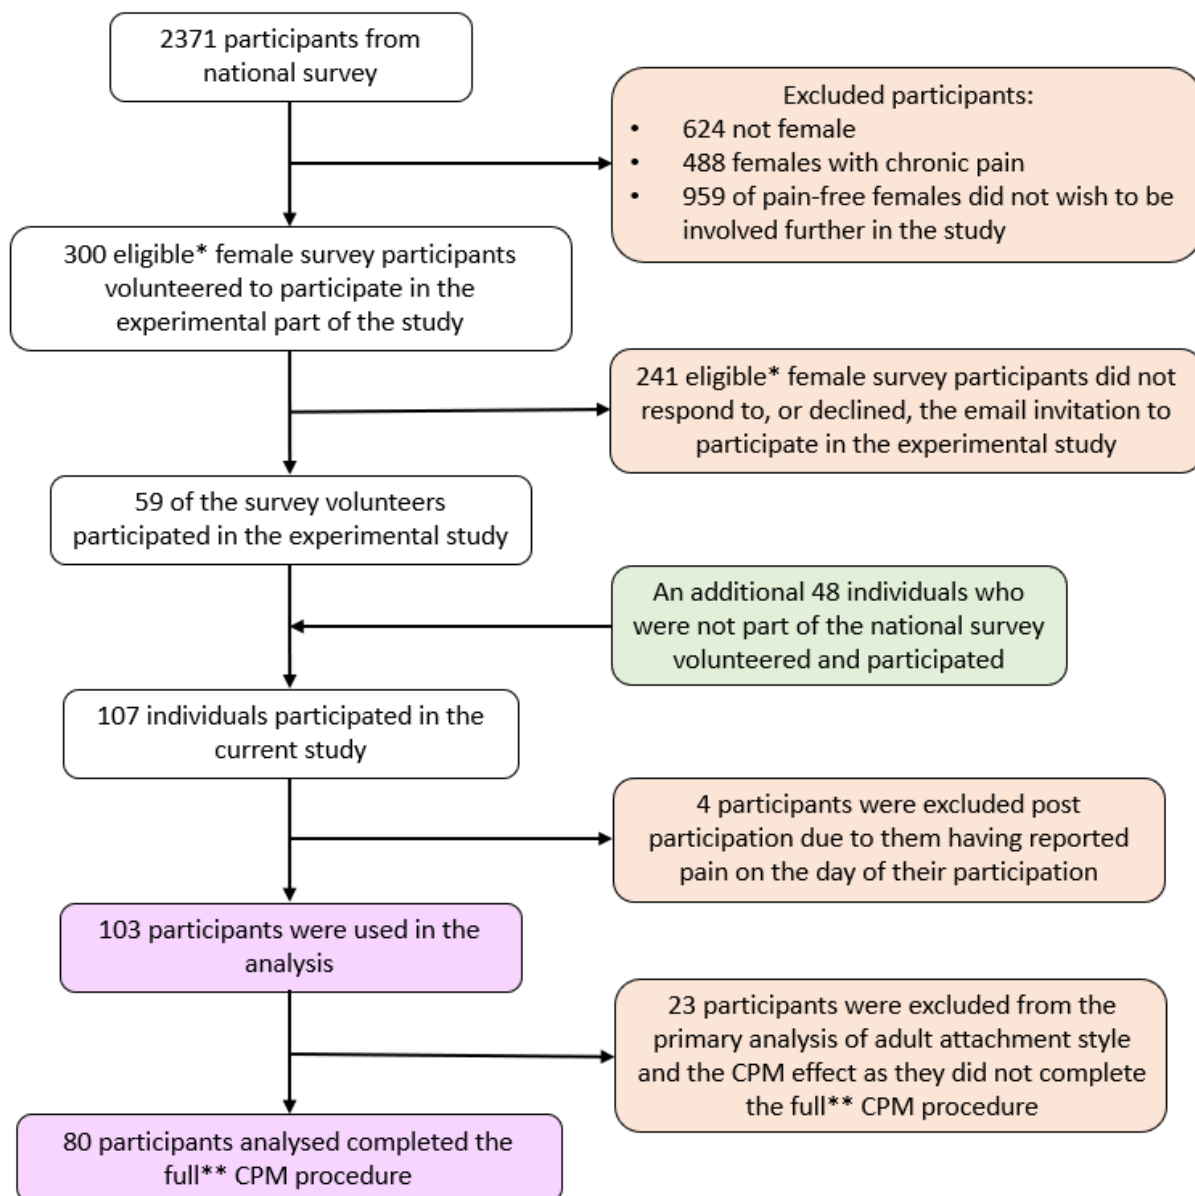 2371 participants from
national survey
Excluded participants:
• 624 not female
• 488 females with chronic pain
• 959 of pain-free females did not wish to be
involved further in the study
300 eligible* female survey participants
volunteered to participate in the
experimental part of the study
241 eligible* female survey participants did not
respond to, or declined, the email invitation to
participate in the experimental study
59 of the survey volunteers
participated in the experimental study
An additional 48 individuals who
were not part of the national survey
volunteered and participated
107 individuals participated in the
current study
4 participants were excluded post
participation due to them having reported
pain on the day of their participation
103 participants were used in the
analysis
23 participants were excluded from the
primary analysis of adult attachment style
and the CPM effect as they did not complete
the full** CPM procedure
80 participants analysed completed the
full** CPM procedure